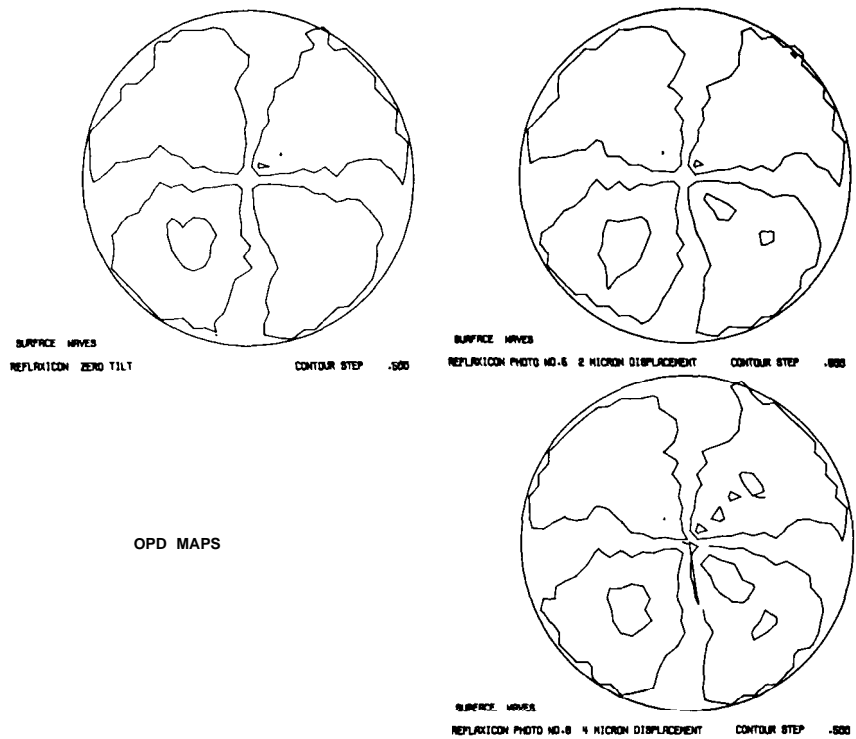 SURFACE WAVES
REFLAXICON ZERO TILT CONTOUR STEP .500
SURFACE WAVES
REFLAXICON PHOTO NO.5 2 MICRON DISPLACEMENT CONTOUR STEP .500
OPD MAPS
SURFACE WAVES
REFLAXICON PHOTO NO. 4 MICRON DISPLACEMENT CONTOUR STEP .500